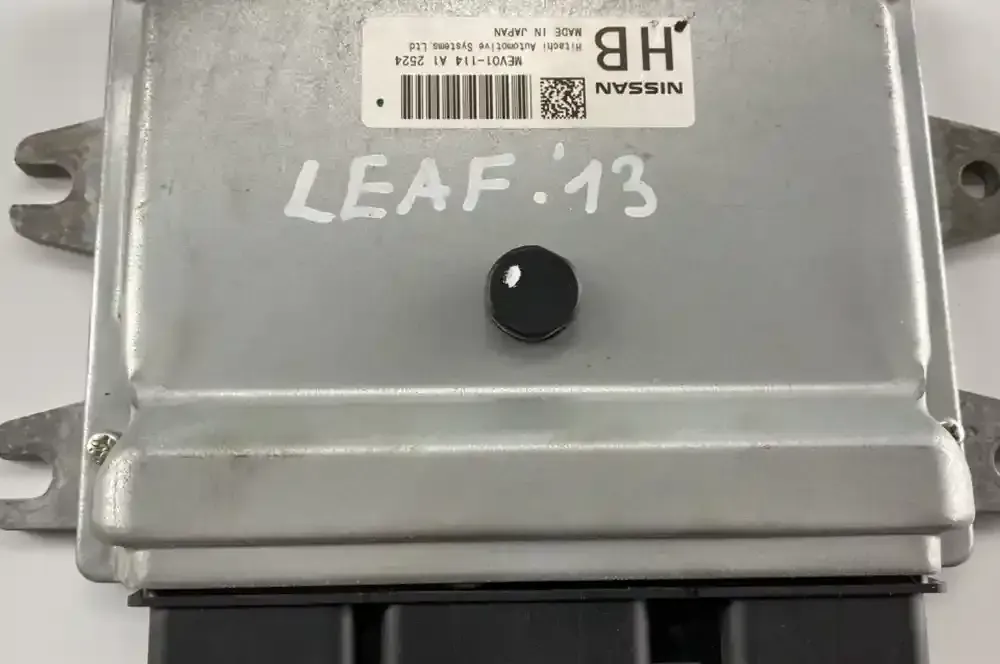 NISSAN
HB
MEV01-114 A1 2524
Hitachi Automotive Systems,Ltd.
MADE IN JAPAN
LEAF.'13